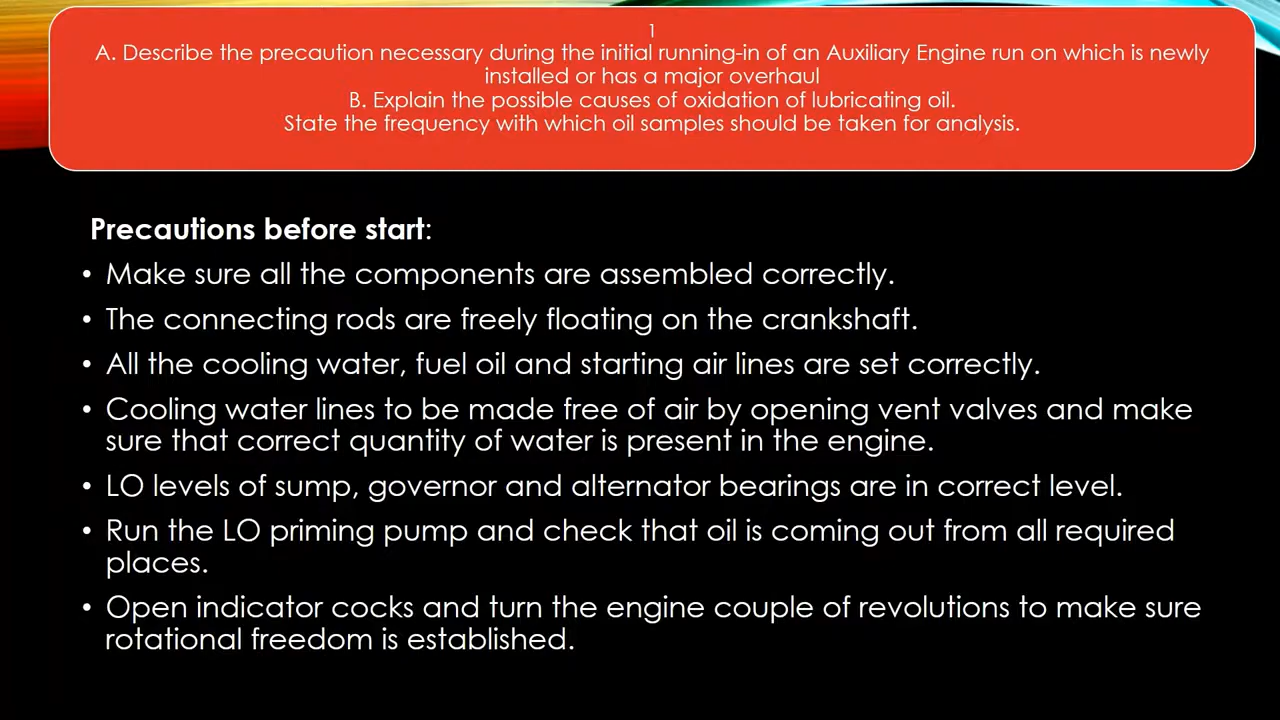 1
A. Describe the precaution necessary during the initial running-in of an Auxiliary Engine run on which is newly
installed or has a major overhaul
B. Explain the possible causes of oxidation of lubricating oil.
State the frequency with which oil samples should be taken for analysis.
Precautions before start:
• Make sure all the components are assembled correctly.
• The connecting rods are freely floating on the crankshaft.
• All the cooling water, fuel oil and starting air lines are set correctly.
• Cooling water lines to be made free of air by opening vent valves and make
sure that correct quantity of water is present in the engine.
• LO levels of sump, governor and alternator bearings are in correct level.
• Run the LO priming pump and check that oil is coming out from all required
places.
• Open indicator cocks and turn the engine couple of revolutions to make sure
rotational freedom is established.